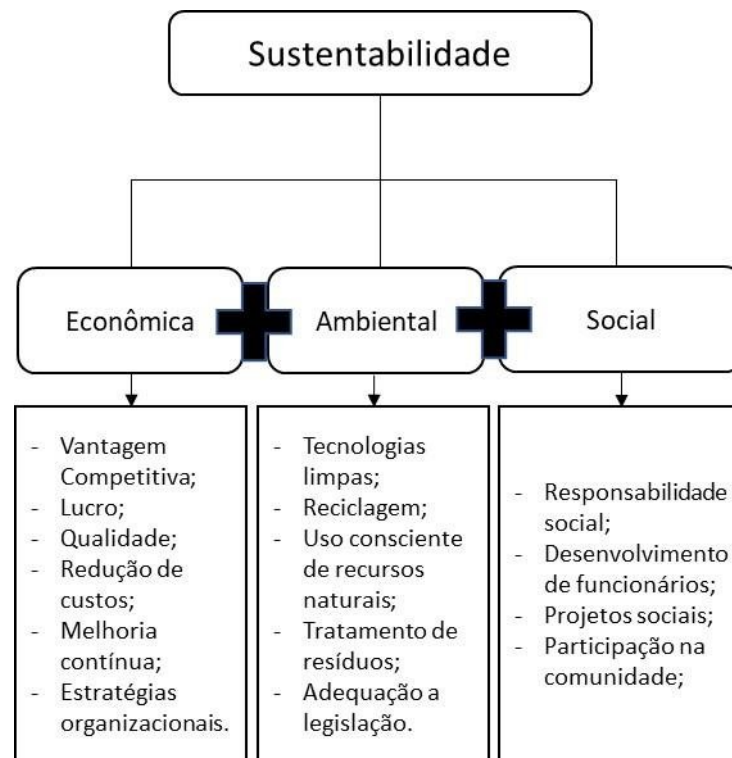 Sustentabilidade
Econômica
Ambiental
Social
- Vantagem
Competitiva;
- Lucro;
- Qualidade;
- Redução de
custos;
- Melhoria
contínua;
- Estratégias
organizacionais.
- Tecnologias
limpas;
- Reciclagem;
- Uso consciente
de recursos
naturais;
- Tratamento de
resíduos;
- Adequação a
legislação.
- Responsabilidade
social;
- Desenvolvimento
de funcionários;
- Projetos sociais;
- Participação na
comunidade;